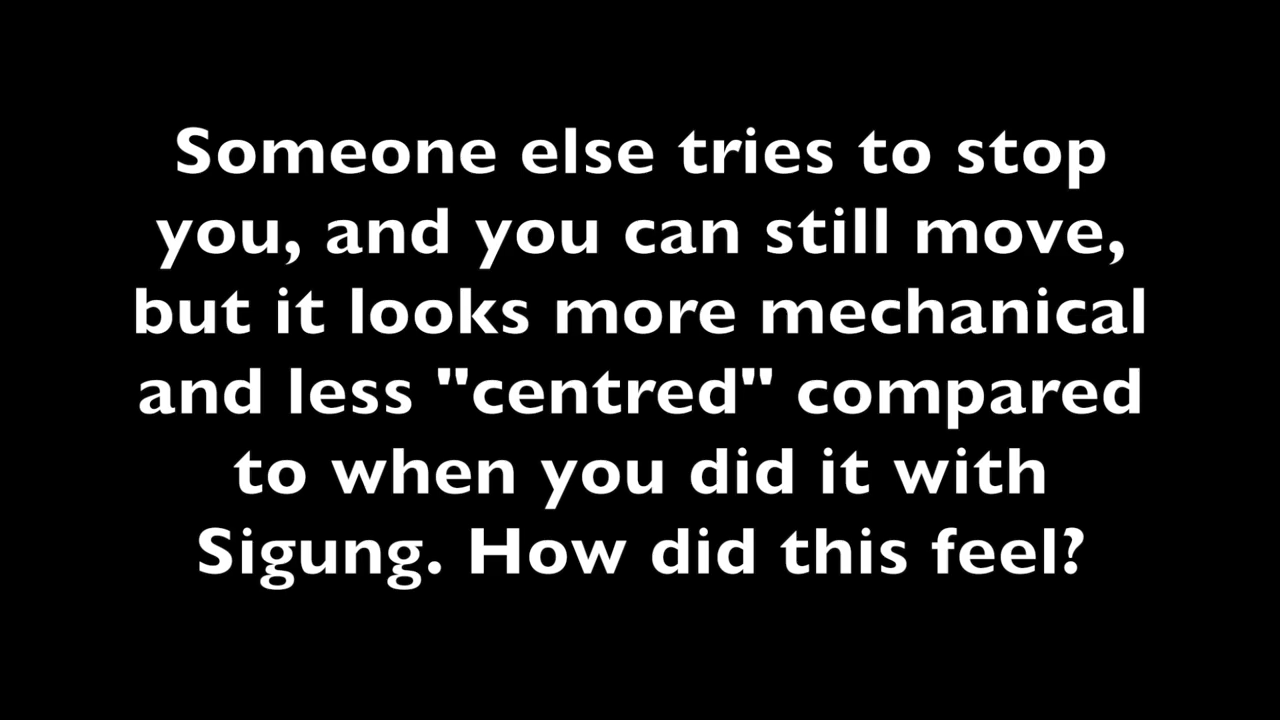 Someone else tries to stop
you, and you can still move,
but it looks more mechanical
and less "centred" compared
to when you did it with
Sigung. How did this feel?